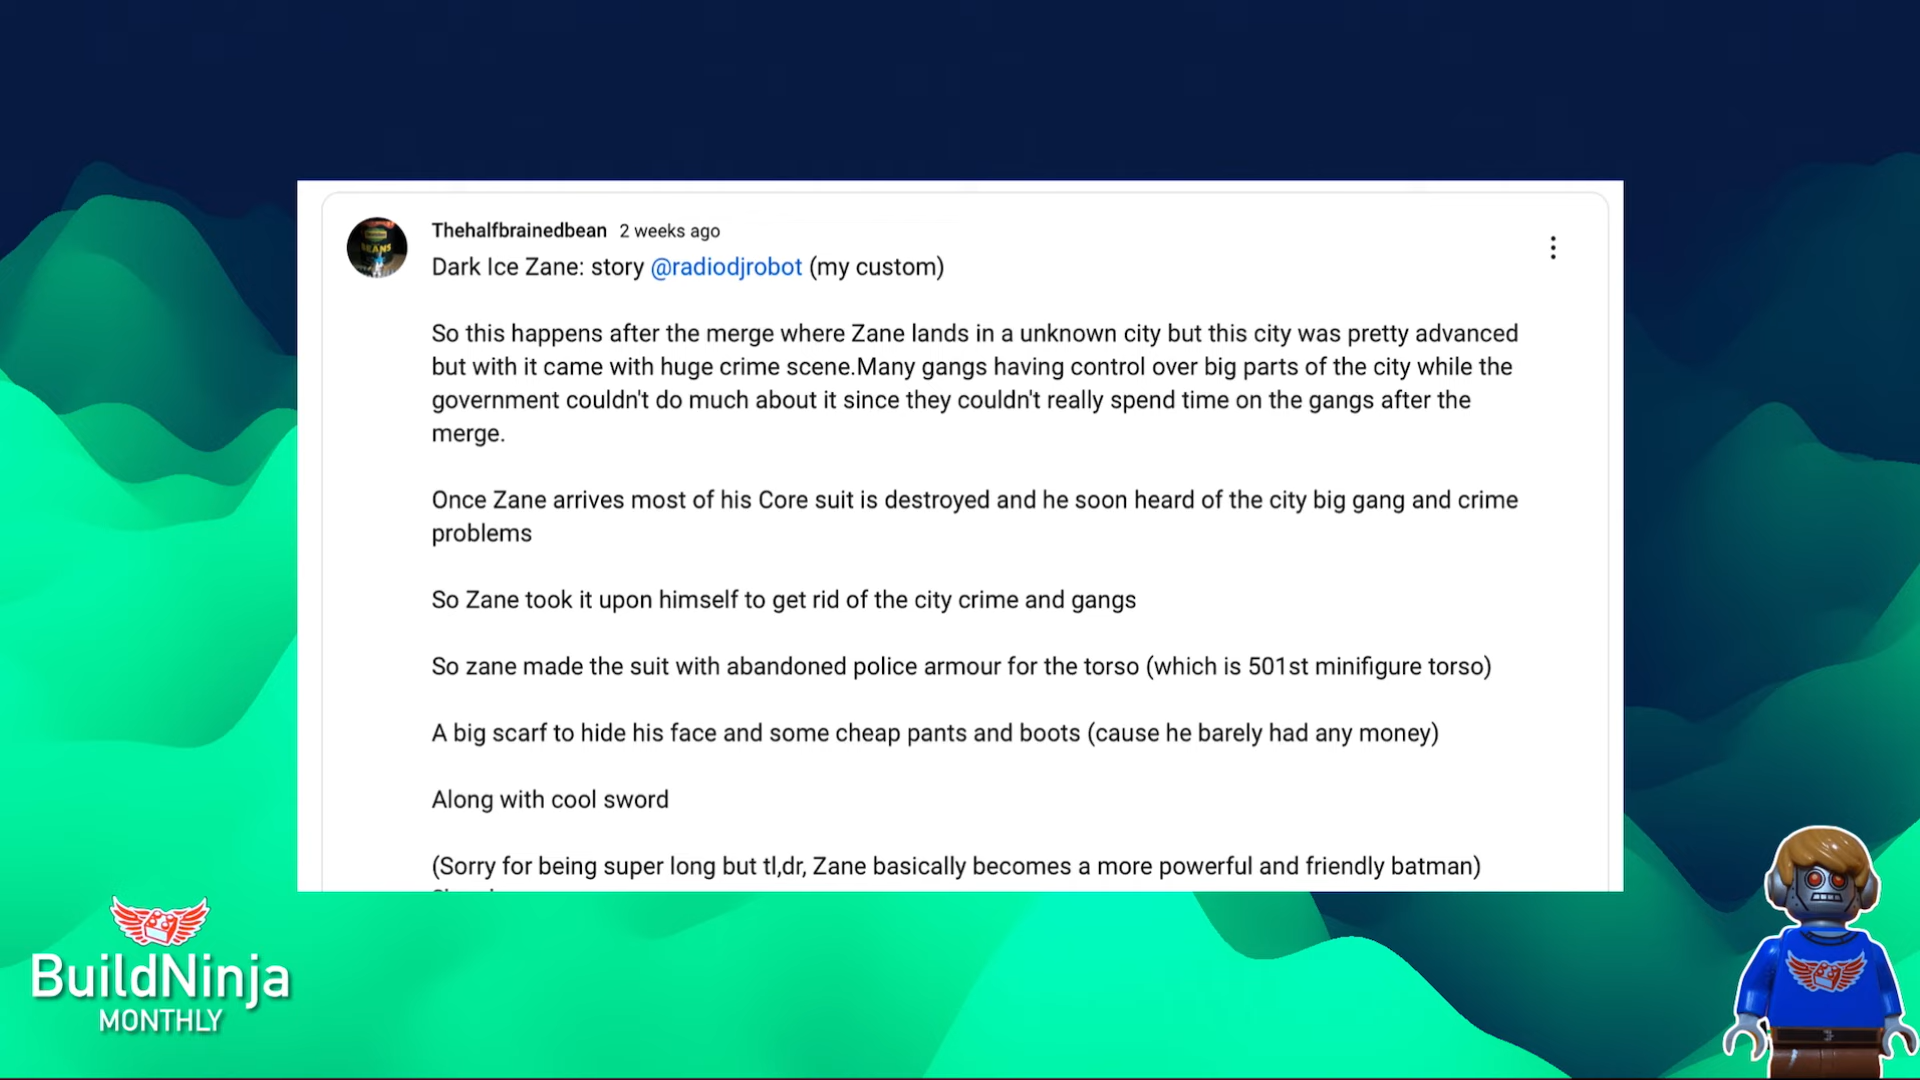 Thehalfbrainedbean 2 weeks ago
Dark Ice Zane: story @radiodjrobot (my custom)
So this happens after the merge where Zane lands in a unknown city but this city was pretty advanced
but with it came with huge crime scene.Many gangs having control over big parts of the city while the
government couldn't do much about it since they couldn't really spend time on the gangs after the
merge.
Once Zane arrives most of his Core suit is destroyed and he soon heard of the city big gang and crime
problems
So Zane took it upon himself to get rid of the city crime and gangs
So zane made the suit with abandoned police armour for the torso (which is 501st minifigure torso)
A big scarf to hide his face and some cheap pants and boots (cause he barely had any money)
Along with cool sword
(Sorry for being super long but tl,dr, Zane basically becomes a more powerful and friendly batman)
BEANS
BuildNinja
MONTHLY